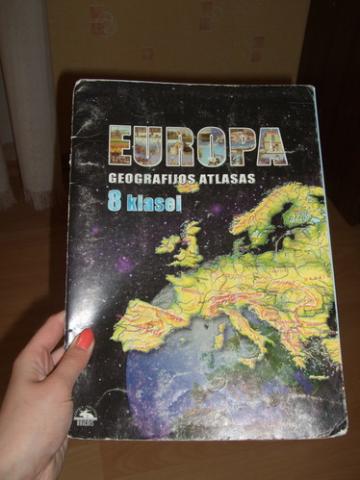 EUROPA
GEOGRAFIJOS ATLASAS
8 klasei